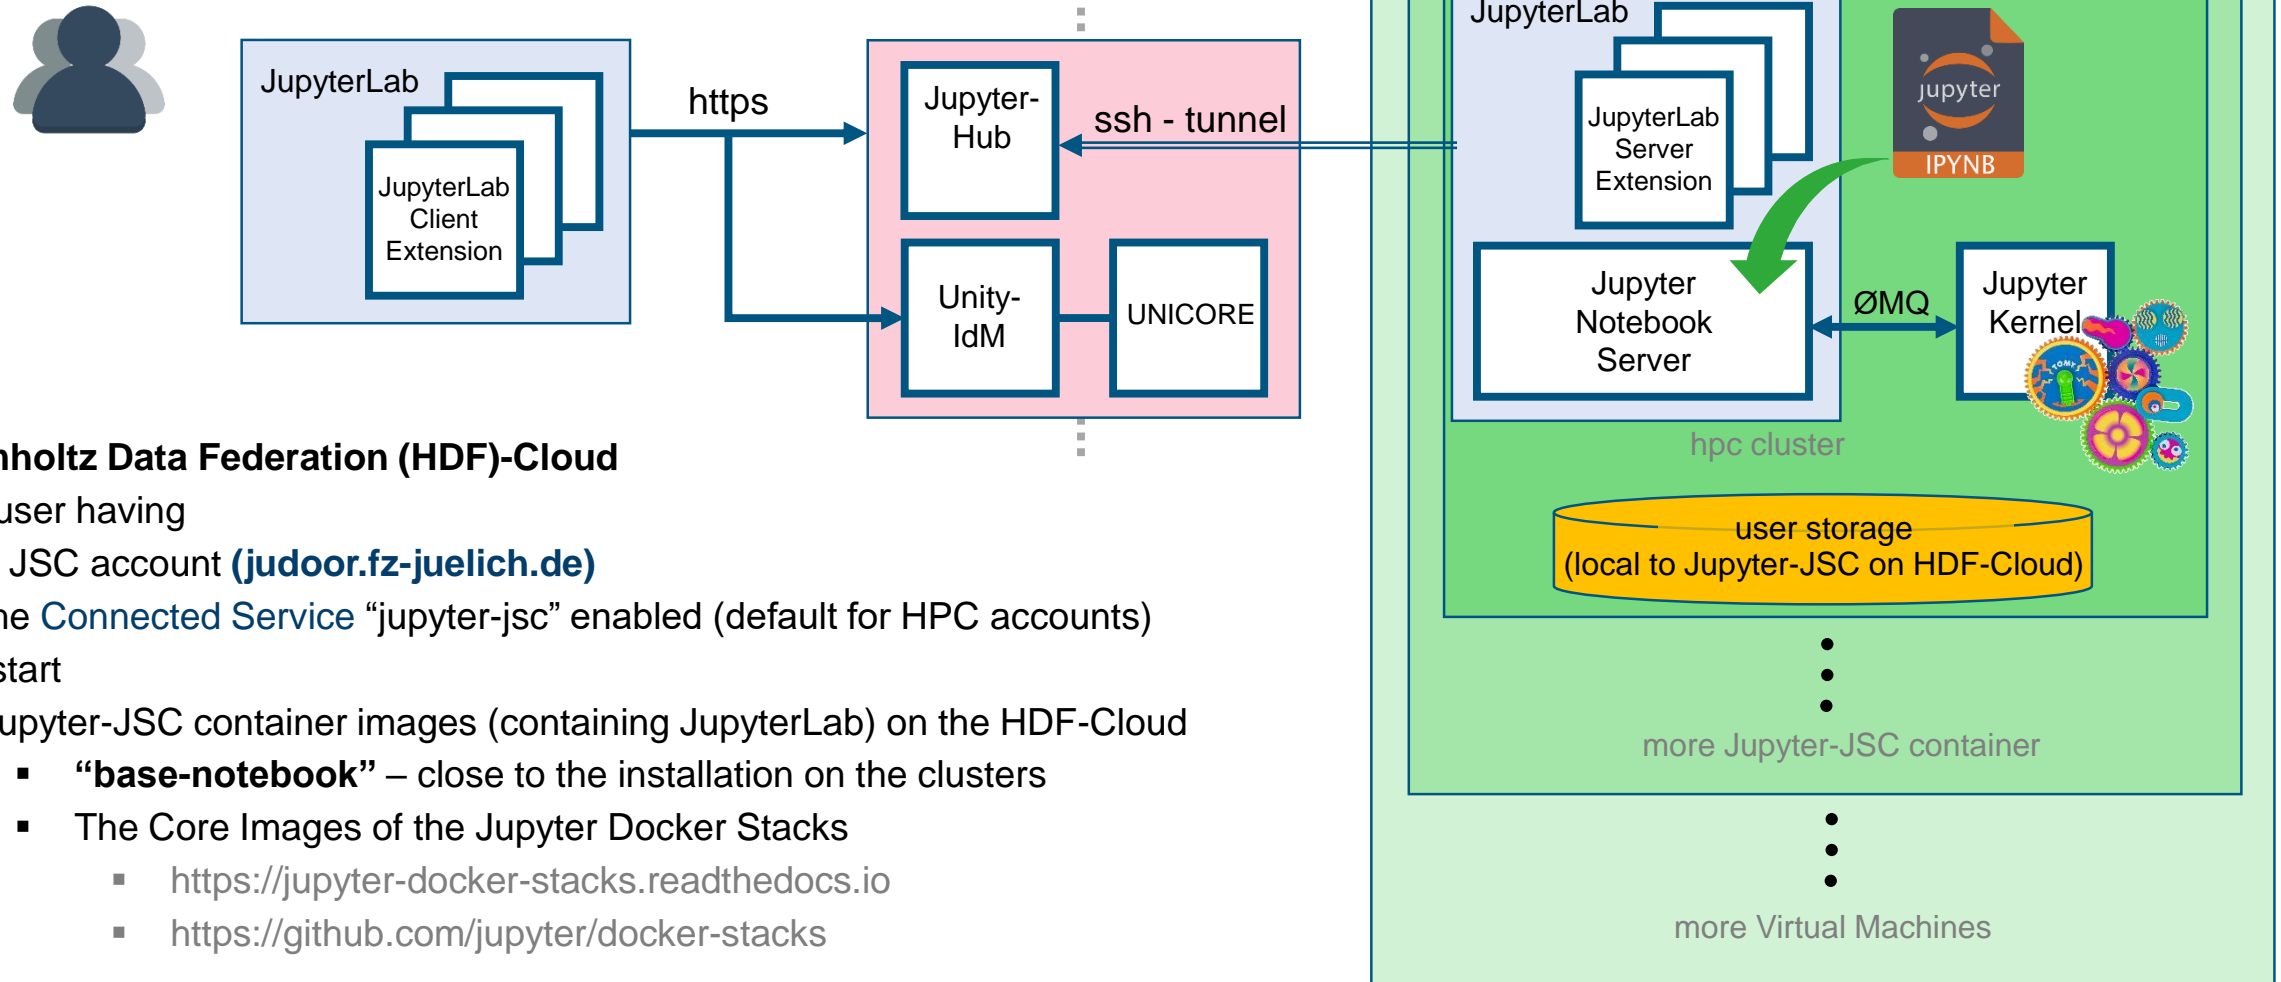 JupyterLab
JupyterLab
Client
Extension
https
Jupyter-
Hub
ssh - tunnel
Unity-
IdM
UNICORE
JupyterLab
JupyterLab
Server
Extension
jupyter
IPYNB
Jupyter
Notebook
Server
ØMQ
Jupyter
Kernel
TOMY
hpc cluster
user storage
(local to Jupyter-JSC on HDF-Cloud)
more Jupyter-JSC container
more Virtual Machines
nholtz Data Federation (HDF)-Cloud
user having
JSC account (judoor.fz-juelich.de)
he Connected Service “jupyter-jsc” enabled (default for HPC accounts)
start
upyter-JSC container images (containing JupyterLab) on the HDF-Cloud
▪ “base-notebook” – close to the installation on the clusters
▪ The Core Images of the Jupyter Docker Stacks
▪ https://jupyter-docker-stacks.readthedocs.io
▪ https://github.com/jupyter/docker-stacks